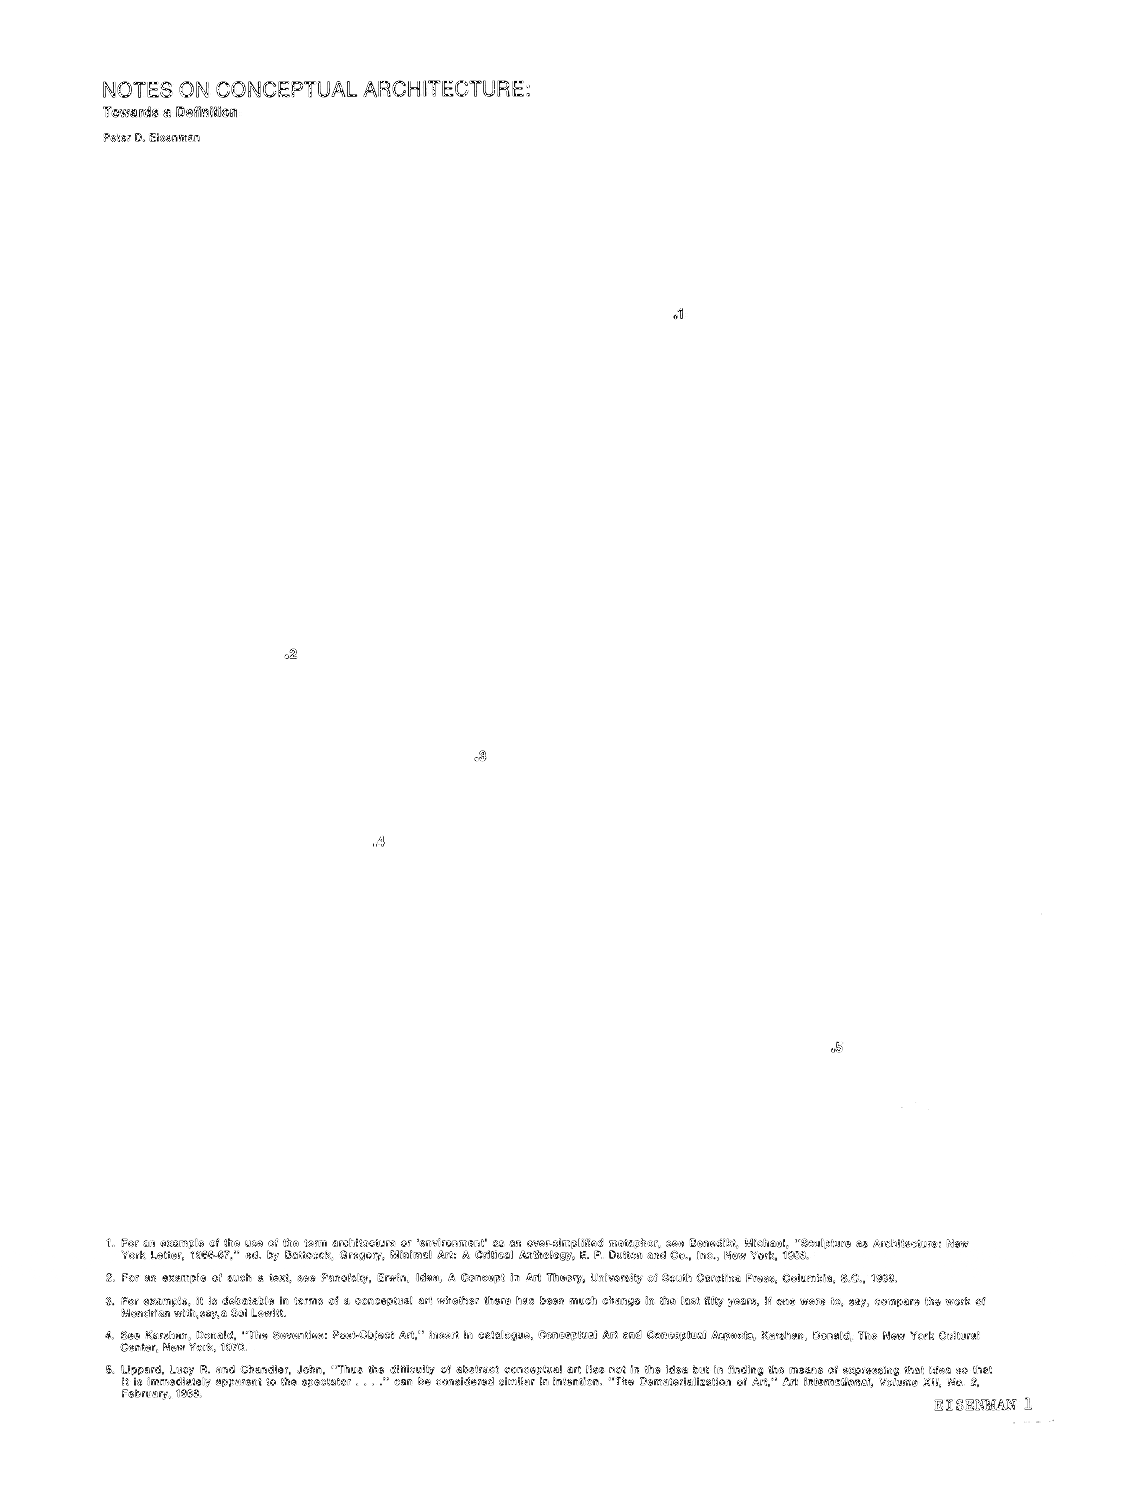 NOTES ON CONCEPTUAL ARCHITECTURE:
Towards a Definition
Peter D. Eisenman
.1
.2
.3
.4
.5
1. For an example of the use of the term architecture or 'environment' as an over-simplified metaphor, see Benedikt, Michael, "Sculpture as Architecture: New
York Letter, 1966-67," ed. by Battcock, Gregory, Minimal Art: A Critical Anthology, E. P. Dutton and Co., Inc., New York, 1968.
2. For an example of such a text, see Panofsky, Erwin, Idea, A Concept in Art Theory, University of South Carolina Press, Columbia, S.C., 1968.
3. For example, it is debatable in terms of a conceptual art whether there has been much change in the last fifty years, if one were to, say, compare the work of
Mondrian with,say,a Sol Lewitt.
4. See Karshan, Donald, "The Seventies: Post-Object Art," insert in catalogue, Conceptual Art and Conceptual Aspects, Karshan, Donald, The New York Cultural
Center, New York, 1970.
5. Lippard, Lucy R. and Chandler, John, "Thus the difficulty of abstract conceptual art lies not in the idea but in finding the means of expressing that idea so that
it is immediately apparent to the spectator . . . ." can be considered similar in intention. "The Dematerialization of Art," Art International, Volume XII, No. 2,
February, 1968.
EISENMAN 1